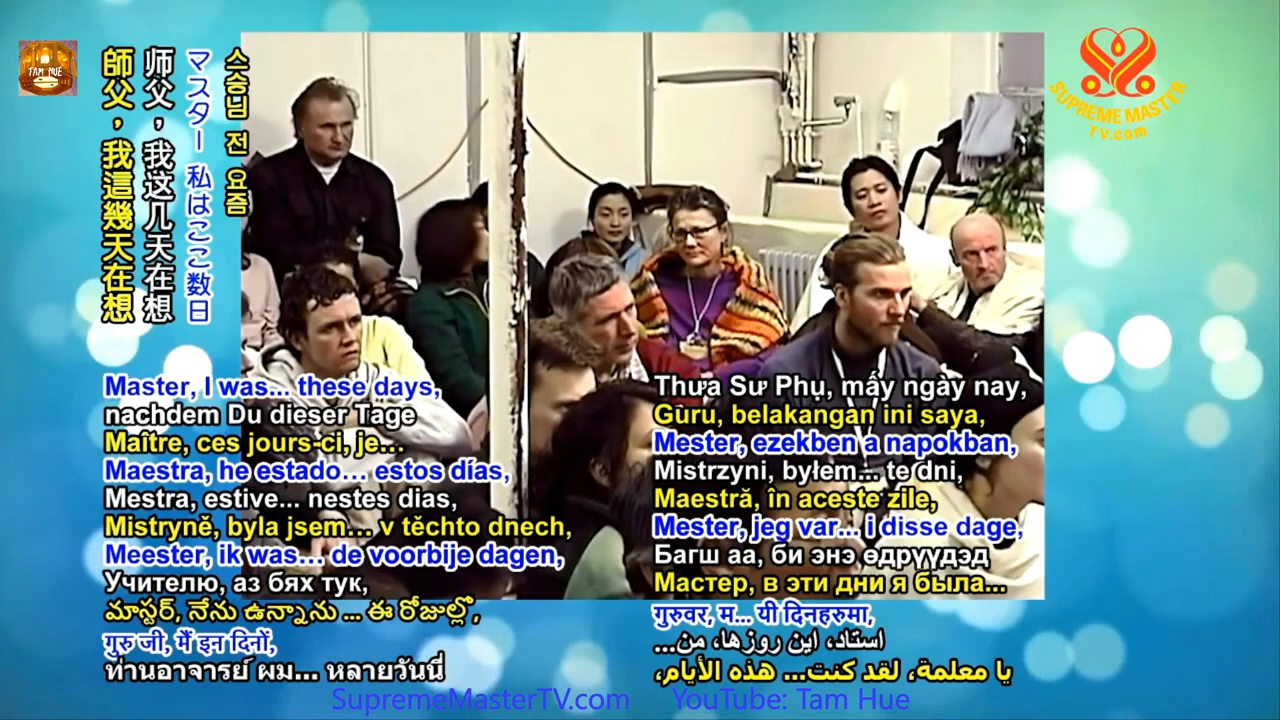 TAM HUE
師父，我這幾天在想
师父，我这几天在想
マスター 私はここ数日
스승님 전 요즘
SUPREME MASTER
TV.com
Master, I was... these days,
nachdem Du dieser Tage
Maître, ces jours-ci, je...
Maestra, he estado... estos días,
Mestra, estive... nestes dias,
Mistryně, byla jsem... v těchto dnech,
Meester, ik was... de voorbije dagen,
Учителю, аз бях тук,
మాస్టర్, నేను ఉన్నాను ... ఈ రోజుల్లో,
गुरु जी, मैं इन दिनों,
ท่านอาจารย์ ผม... หลายวันนี่
Thưa Sư Phụ, mấy ngày nay,
Guru, belakangan ini saya,
Mester, ezekben a napokban,
Mistrzyni, byłem... te dni,
Maestră, în aceste zile,
Mester, jeg var... i disse dage,
Багш аа, би энэ өдрүүдэд
Мастер, в эти дни я была...
गुरुवर, म... यी दिनहरुमा,
استاد، این روزها، من...
يا معلمة، لقد كنت... هذه الأيام،
SupremeMasterTV.com
YouTube: Tam Hue